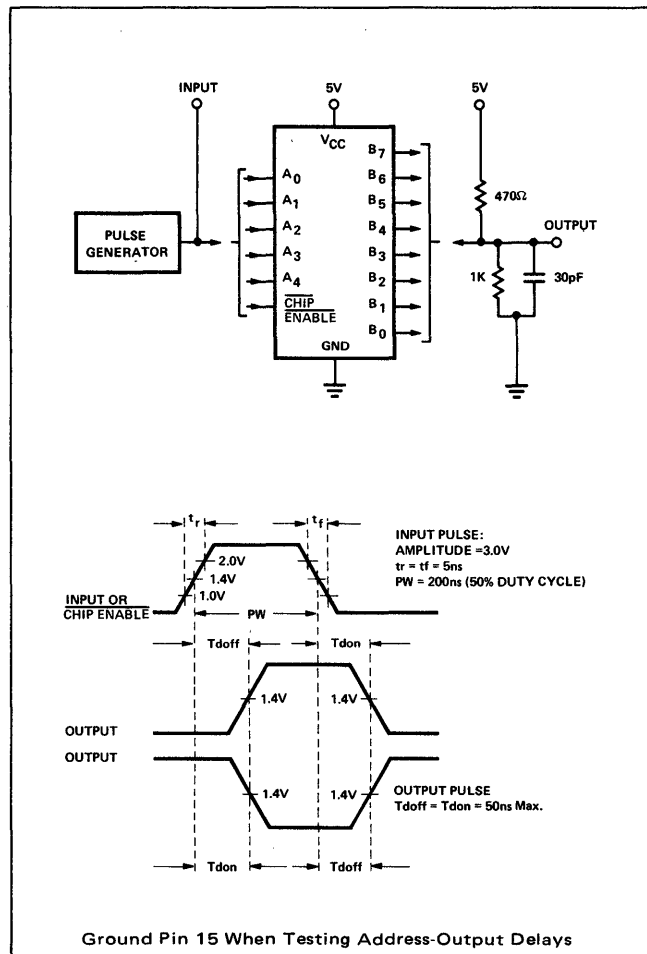 INPUT
5V
5V
VCC
B7
A0
B6
A1
B5
470Ω
A2
B4
OUTPUT
PULSE
GENERATOR
A3
B3
A4
B2
1K
30pF
CHIP
ENABLE
B1
B0
GND
tr
tf
INPUT PULSE:
AMPLITUDE =3.0V
tr = tf = 5ns
PW = 200ns (50% DUTY CYCLE)
2.0V
1.4V
1.0V
INPUT OR
CHIP ENABLE
PW
Tdoff
Tdon
1.4V
1.4V
OUTPUT
OUTPUT
1.4V
1.4V
OUTPUT PULSE
Tdoff = Tdon = 50ns Max.
Tdon
Tdoff
Ground Pin 15 When Testing Address-Output Delays